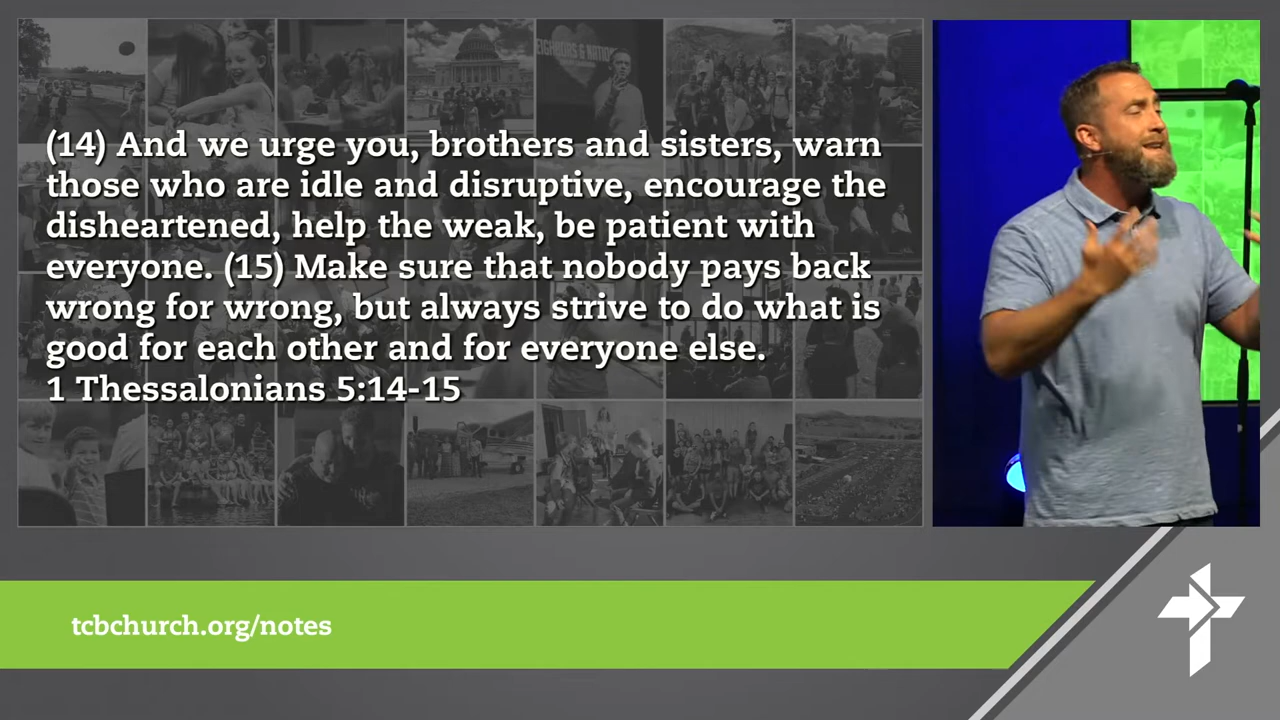 EIGHBORS & NATION
(14) And we urge you, brothers and sisters, warn
those who are idle and disruptive, encourage the
disheartened, help the weak, be patient with
everyone. (15) Make sure that nobody pays back
wrong for wrong, but always strive to do what is
good for each other and for everyone else.
1 Thessalonians 5:14-15
tcbchurch.org/notes